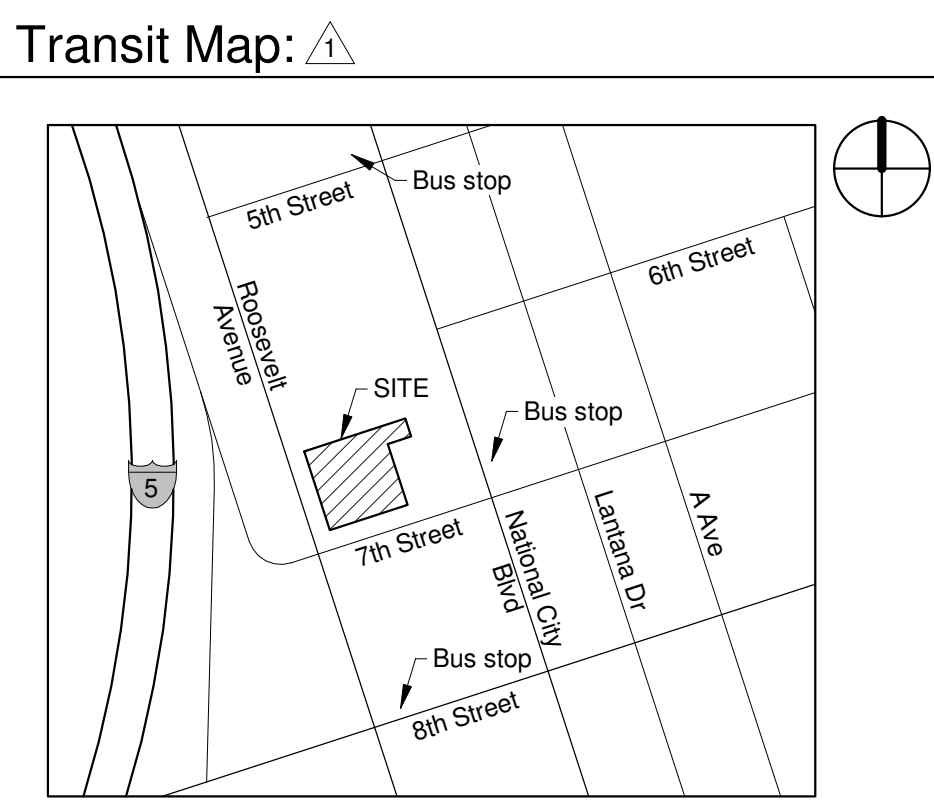 Transit Map: 1
Bus stop
5th Street
6th Street
Roosevelt
Avenue
SITE
Bus stop
5
7th Street
National City
Blvd
Lantana Dr
A Ave
Bus stop
8th Street